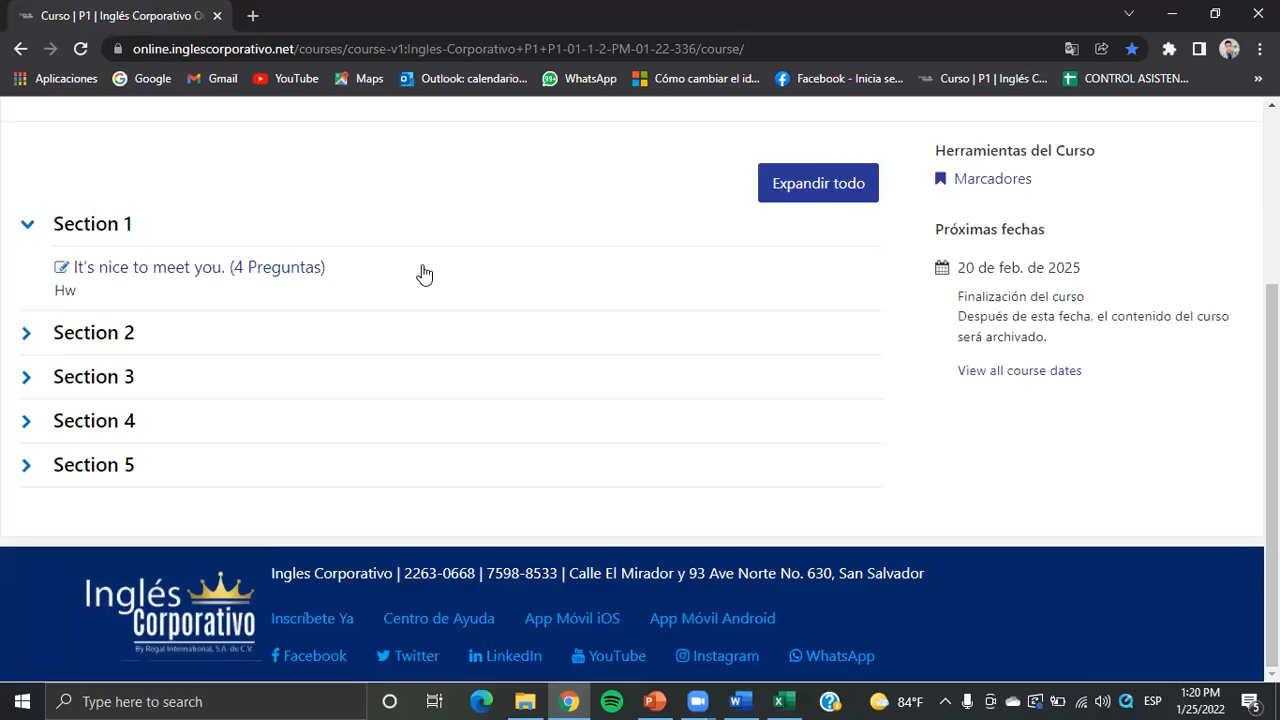 Curso | P1 | Inglés Corporativo O
online.inglescorporativo.net/courses/course-v1:Ingles-Corporativo+P1+P1-01-1-2-PM-01-22-336/course/
Aplicaciones Google Gmail YouTube Maps Outlook: calendario... 99+ WhatsApp Cómo cambiar el id... Facebook - Inicia se... Curso | P1 | Inglés C... CONTROL ASISTEN... »
Expandir todo
Section 1
It's nice to meet you. (4 Preguntas)
Hw
Section 2
Section 3
Section 4
Section 5
Herramientas del Curso
Marcadores
Próximas fechas
20 de feb. de 2025
Finalización del curso
Después de esta fecha, el contenido del curso
será archivado.
View all course dates
Inglés
Corporativo
By Regal International, S.A. de C.V.
Ingles Corporativo | 2263-0668 | 7598-8533 | Calle El Mirador y 93 Ave Norte No. 630, San Salvador
Inscríbete Ya Centro de Ayuda App Móvil iOS App Móvil Android
Facebook Twitter LinkedIn YouTube Instagram WhatsApp
Type here to search
84°F
ESP
1:20 PM
1/25/2022
5